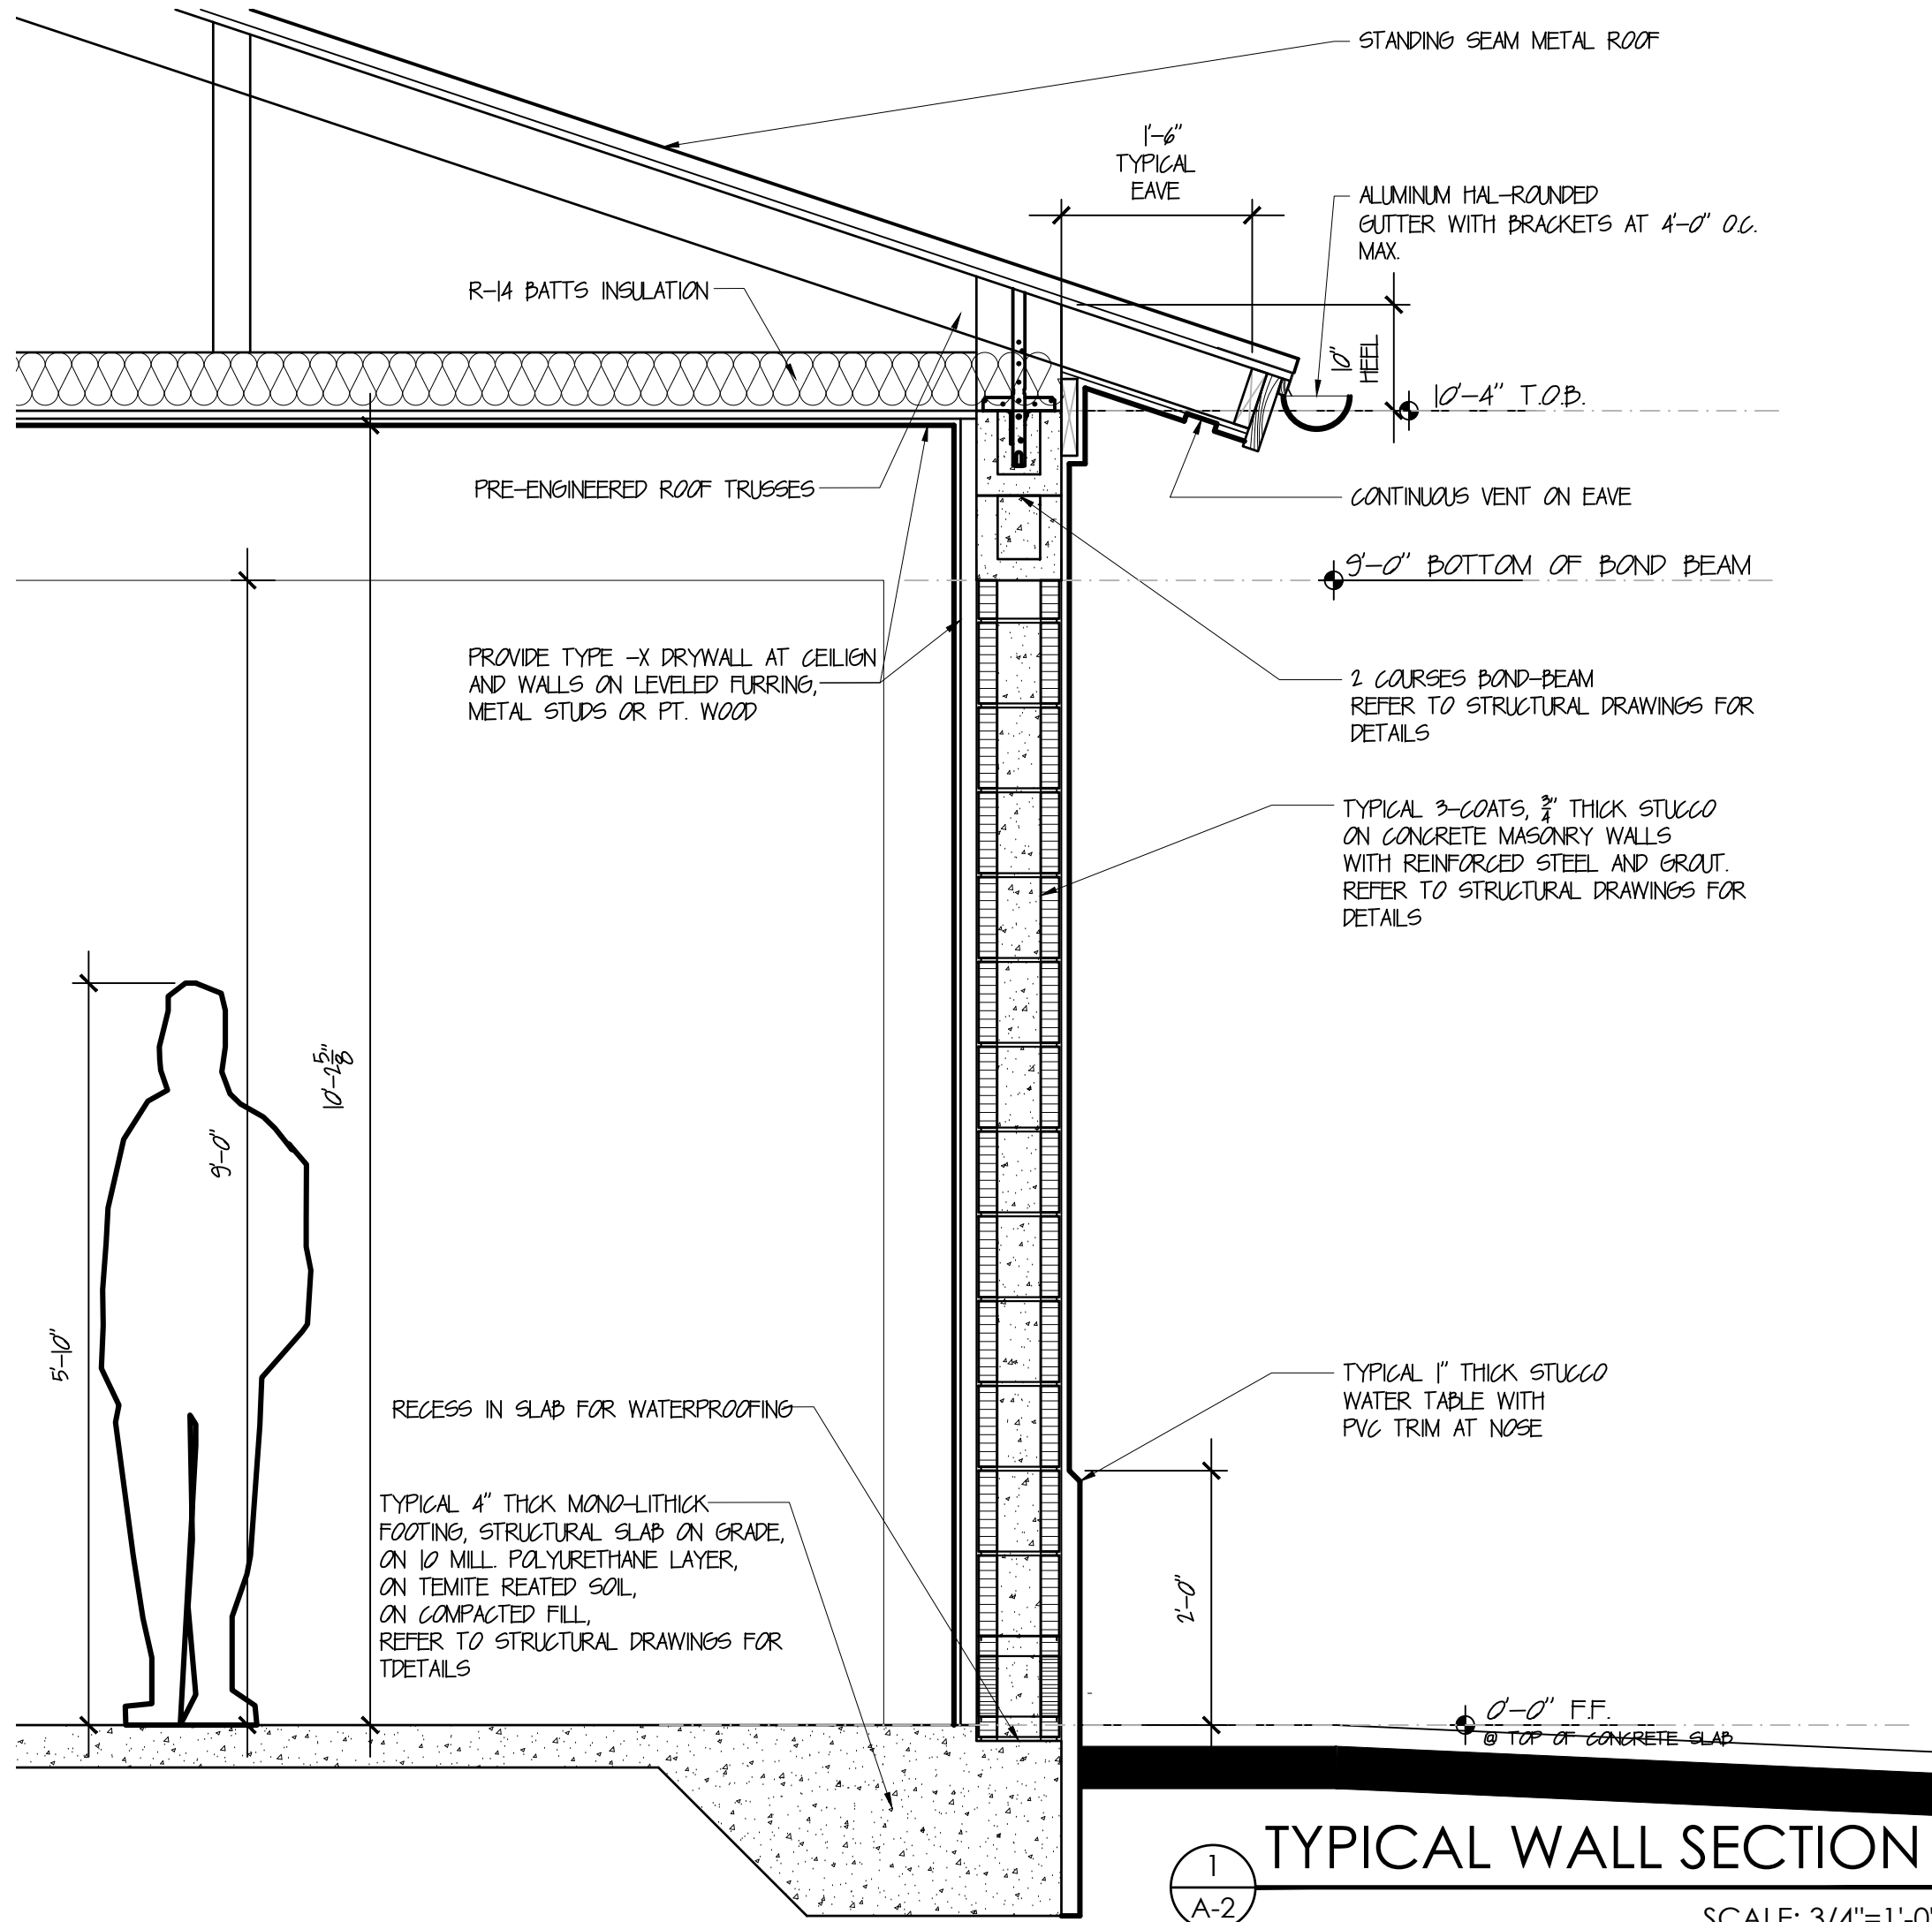 STANDING SEAM METAL ROOF
1'-6"
TYPICAL
EAVE
ALUMINUM HAL-ROUNDED
GUTTER WITH BRACKETS AT 4'-0" O.C.
MAX.
R-14 BATTS INSULATION
10"
HEEL
10'-4" T.O.B.
PRE-ENGINEERED ROOF TRUSSES
CONTINUOUS VENT ON EAVE
9'-0" BOTTOM OF BOND BEAM
PROVIDE TYPE -X DRYWALL AT CEILIGN
AND WALLS ON LEVELED FURRING,
METAL STUDS OR PT. WOOD
2 COURSES BOND-BEAM
REFER TO STRUCTURAL DRAWINGS FOR
DETAILS
TYPICAL 3-COATS, 3/4" THICK STUCCO
ON CONCRETE MASONRY WALLS
WITH REINFORCED STEEL AND GROUT.
REFER TO STRUCTURAL DRAWINGS FOR
DETAILS
10'-2 5/8"
9'-0"
5'-10"
TYPICAL 1" THICK STUCCO
WATER TABLE WITH
PVC TRIM AT NOSE
RECESS IN SLAB FOR WATERPROOFING
TYPICAL 4" THCK MONO-LITHICK
FOOTING, STRUCTURAL SLAB ON GRADE,
ON 10 MILL. POLYURETHANE LAYER,
ON TEMITE REATED SOIL,
ON COMPACTED FILL,
REFER TO STRUCTURAL DRAWINGS FOR
TDETAILS
2'-0"
0'-0" F.F.
@ TOP OF CONCRETE SLAB
1
A-2
TYPICAL WALL SECTION
SCALE: 3/4"=1'-0"